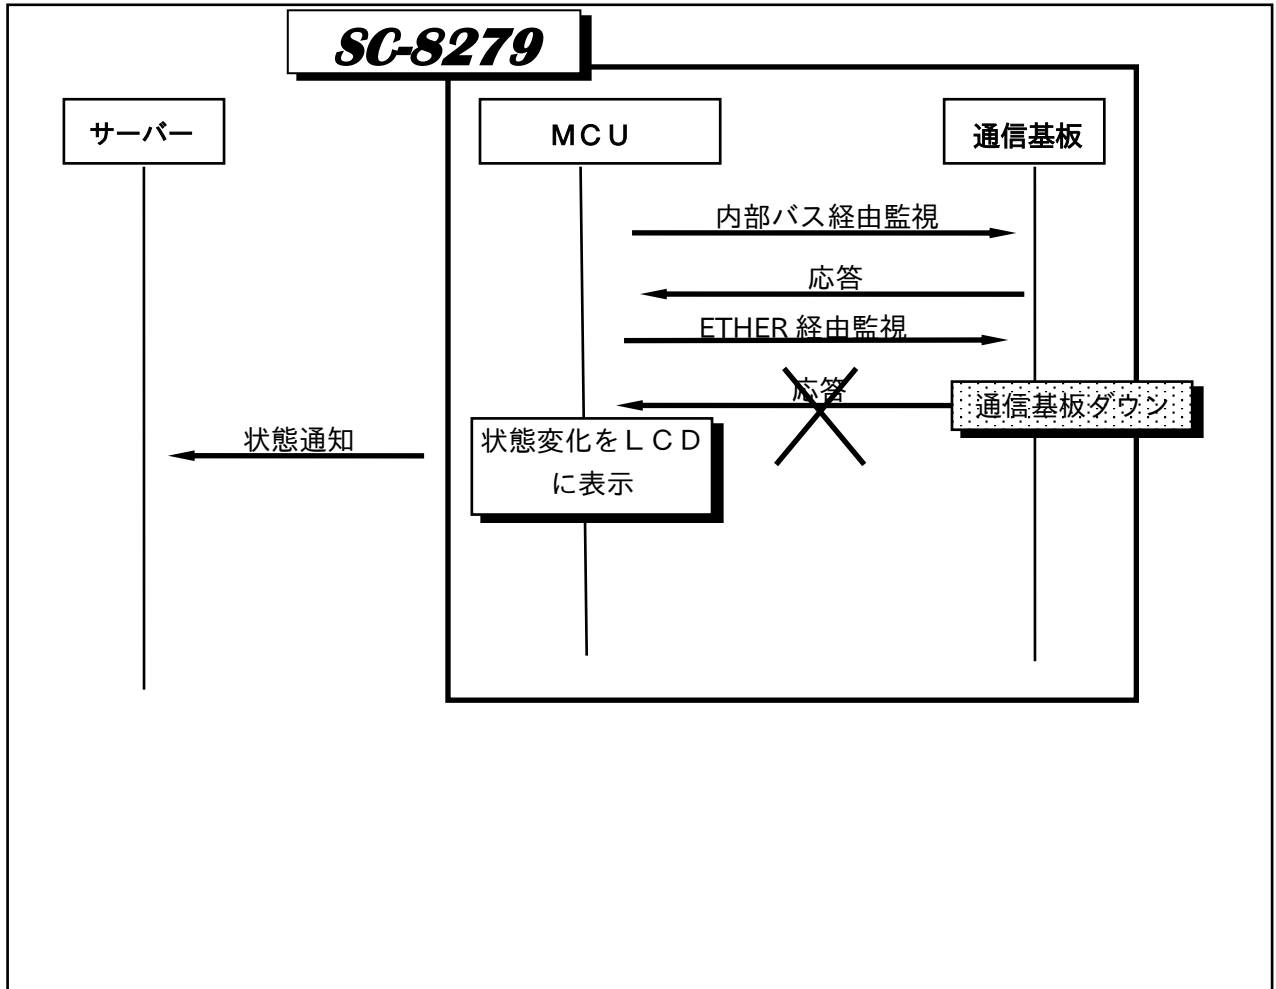 SC-8279
サーバー
ＭＣＵ
通信基板
内部バス経由監視
応答
ETHER 経由監視
応答
通信基板ダウン
状態変化をＬＣＤ
に表示
状態通知